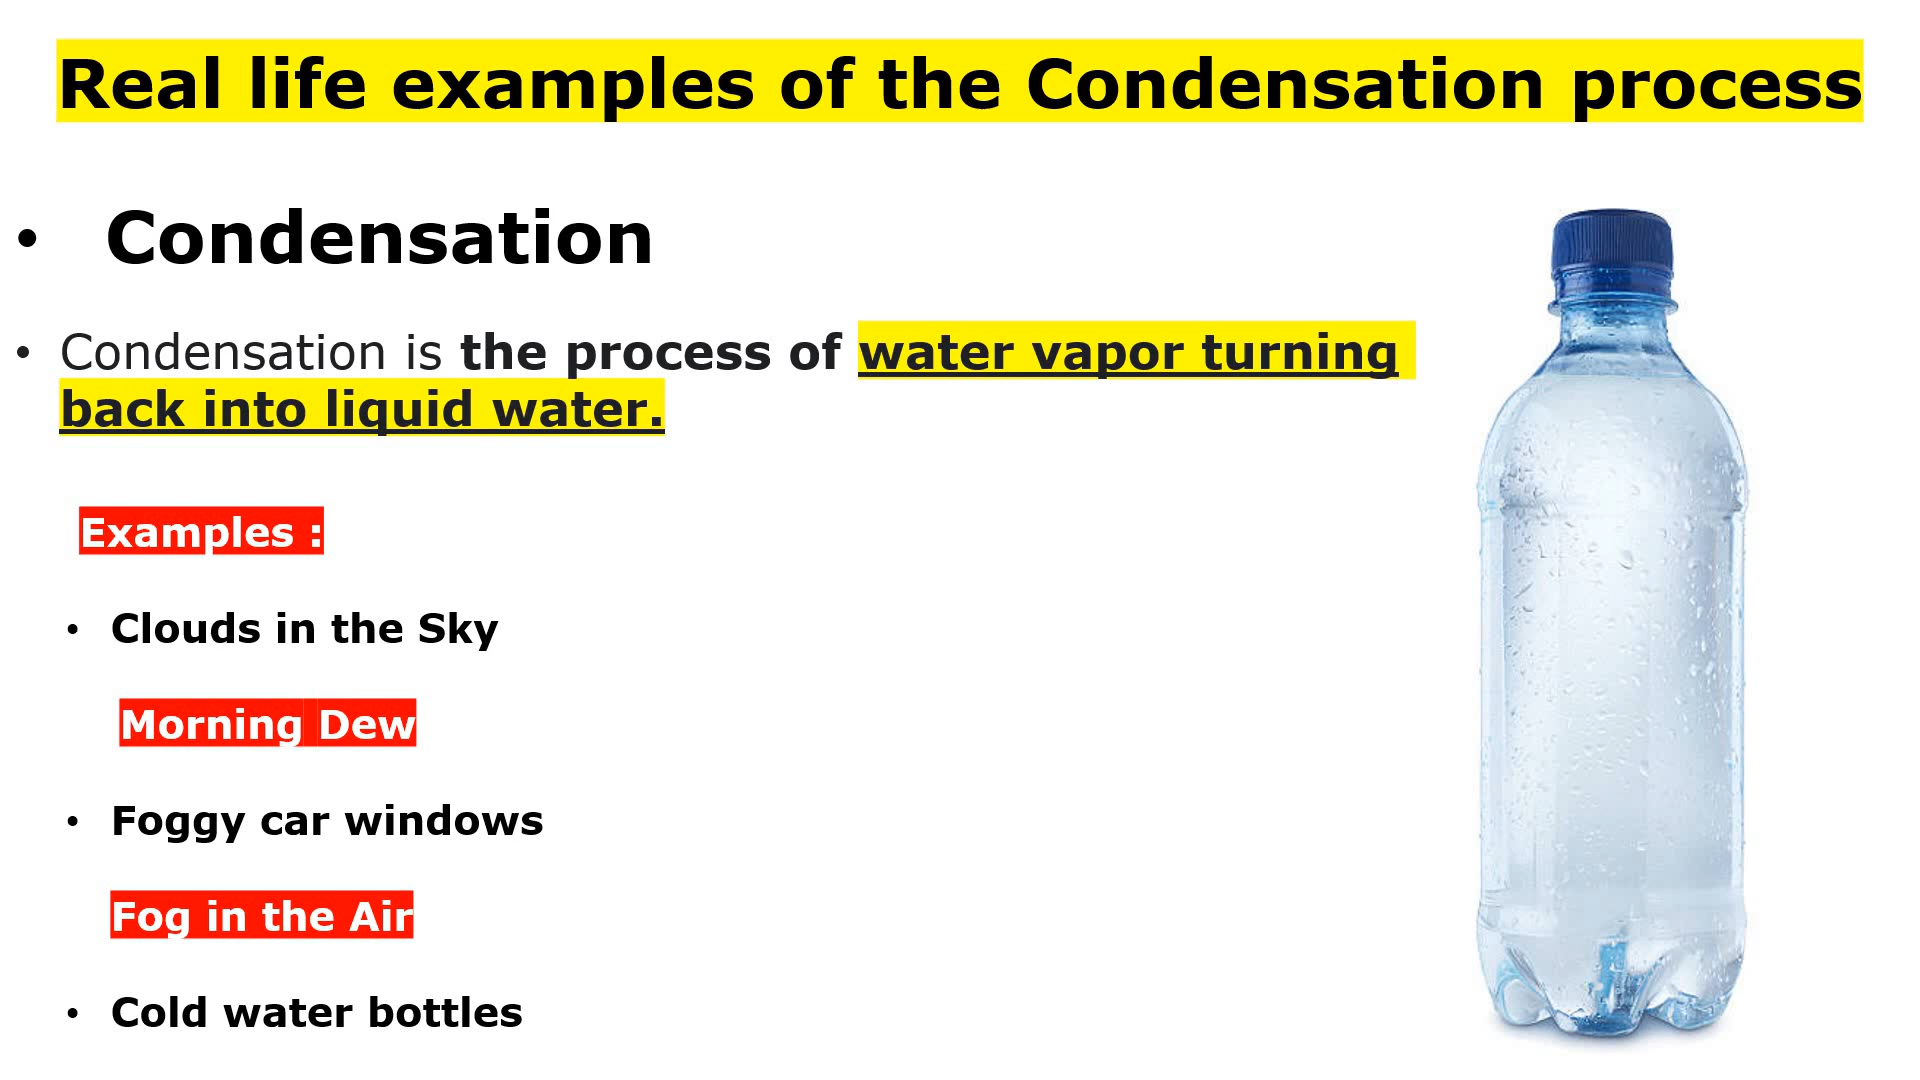 Real life examples of the Condensation process
• Condensation
• Condensation is the process of water vapor turning
back into liquid water.
Examples :
• Clouds in the Sky
Morning Dew
• Foggy car windows
Fog in the Air
• Cold water bottles